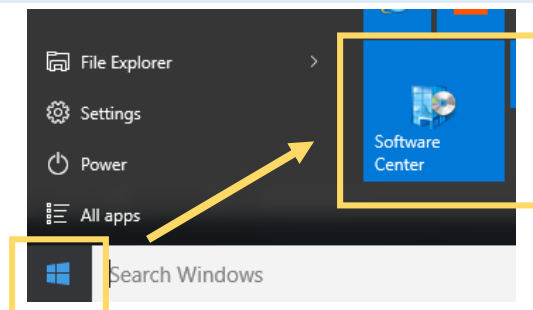 File Explorer
Settings
Power
All apps
Software
Center
Search Windows